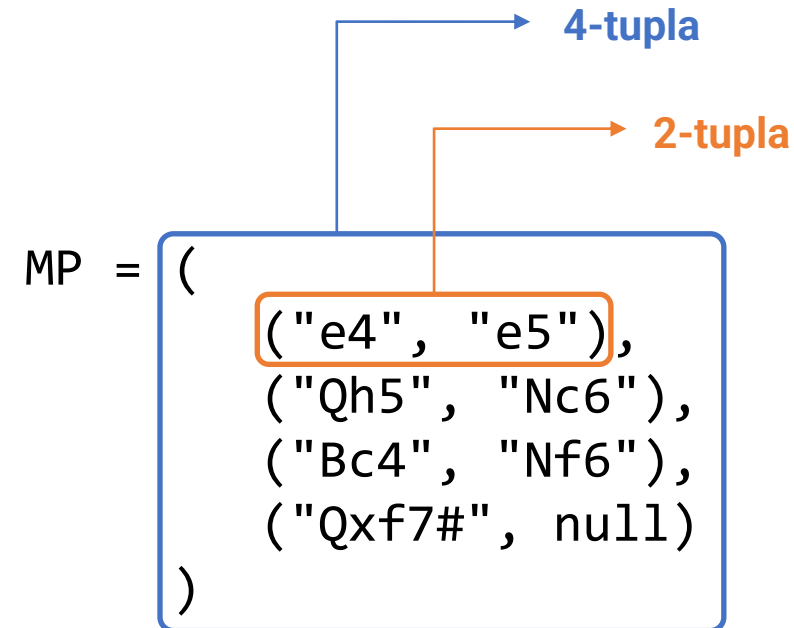 4-tupla
2-tupla
MP = (
("e4", "e5"),
("Qh5", "Nc6"),
("Bc4", "Nf6"),
("Qxf7#", null)
)